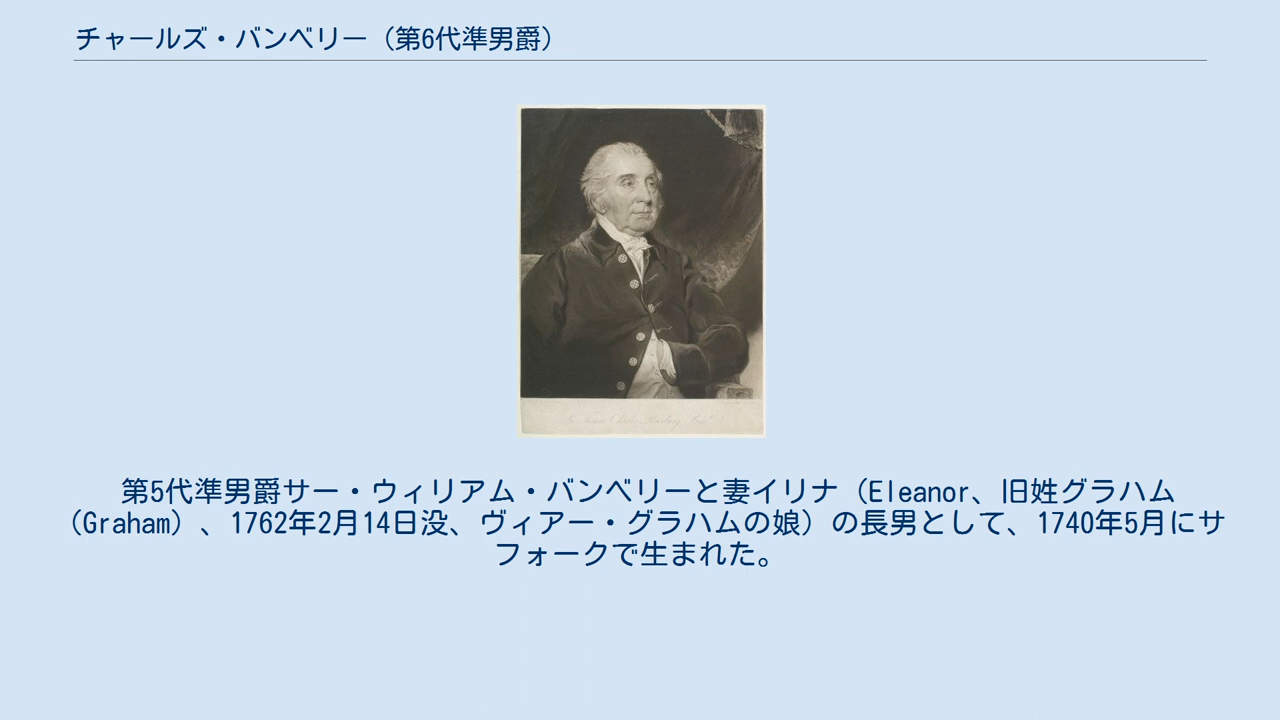 チャールズ・バンベリー（第6代準男爵）
第5代準男爵サー・ウィリアム・バンベリーと妻イリナ（Eleanor、旧姓グラハム
（Graham）、1762年2月14日没、ヴィアー・グラハムの娘）の長男として、1740年5月にサ
フォークで生まれた。